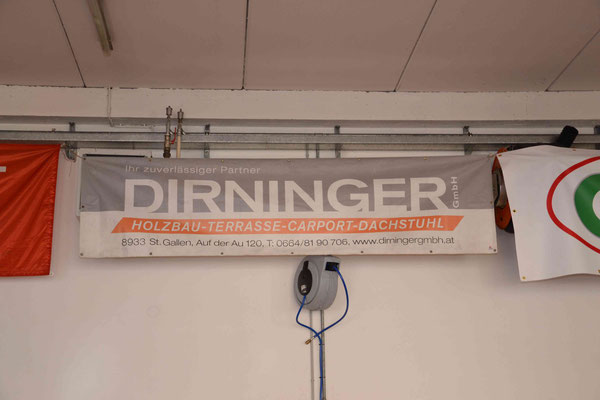 Ihr zuverlässiger Partner
DIRNINGER GmbH
HOLZBAU-TERRASSE-CARPORT-DACHSTUHL
8933 St. Gallen, Auf der Au 120, T: 0664/81 90 706, www.dirningergmbh.at